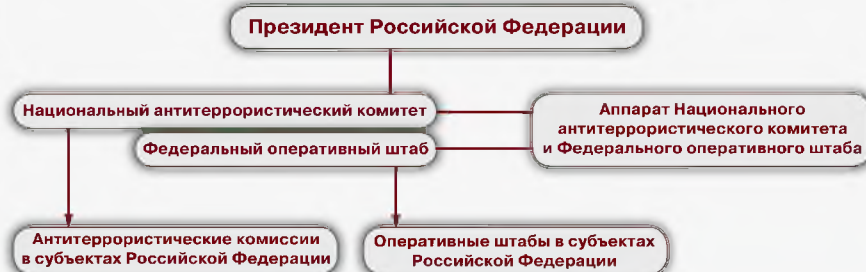 Президент Российской Федерации
Национальный антитеррористический комитет
Федеральный оперативный штаб
Аппарат Национального
антитеррористического комитета
и Федерального оперативного штаба
Антитеррористические комиссии
в субъектах Российской Федерации
Оперативные штабы в субъектах
Российской Федерации